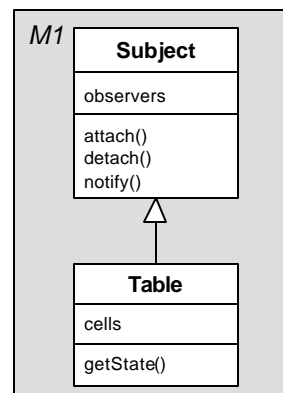 M1
Subject
observers
attach()
detach()
notify()
Table
cells
getState()